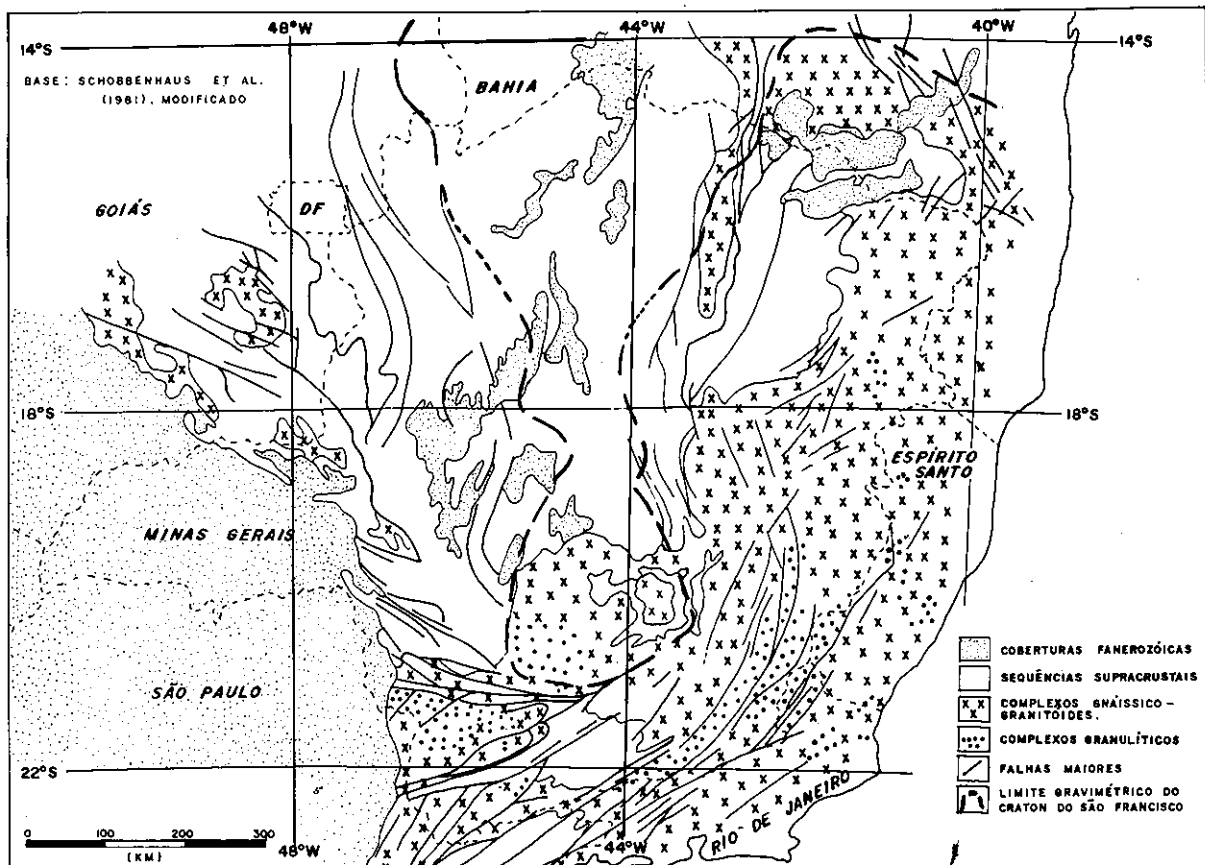 48°W
44°W
40°W
14°S
14°S
BASE: SCHOBBENHAUS ET AL.
(1981), MODIFICADO
BAHIA
GOIÁS
DF
18°S
18°S
ESPÍRITO
SANTO
MINAS GERAIS
SÃO PAULO
COBERTURAS FANEROZÓICAS
SEQUÊNCIAS SUPRACRUSTAIS
COMPLEXOS GNÁISSICO-
GRANITÓIDES.
COMPLEXOS GRANULÍTICOS
FALHAS MAIORES
LIMITE GRAVIMÉTRICO DO
CRATON DO SÃO FRANCISCO
22°S
RIO DE JANEIRO
0 100 200 300
(KM)
48°W
44°W